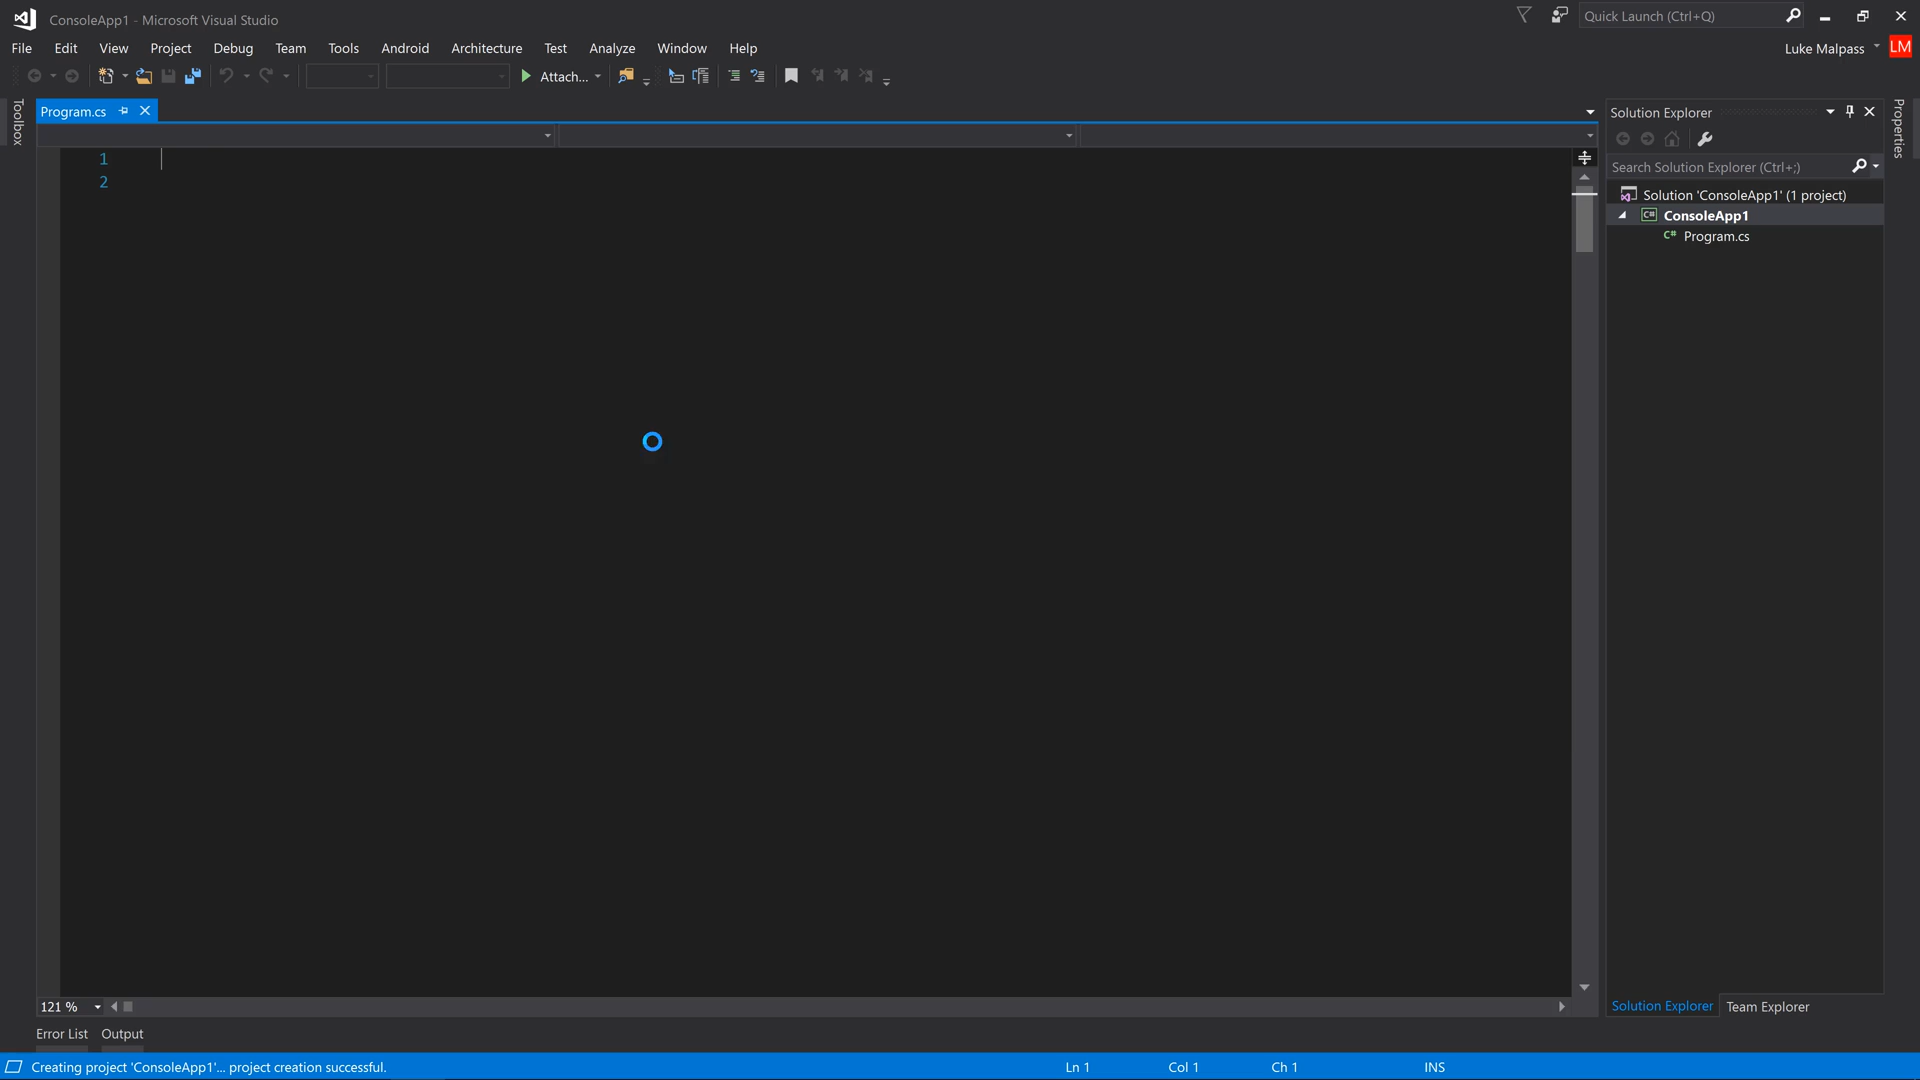 ConsoleApp1 - Microsoft Visual Studio
Quick Launch (Ctrl+Q)
File Edit View Project Debug Team Tools Android Architecture Test Analyze Window Help
Luke Malpass LM
Attach...
Toolbox
Program.cs
Solution Explorer
Properties
1
2
Search Solution Explorer (Ctrl+;)
Solution 'ConsoleApp1' (1 project)
C# ConsoleApp1
C# Program.cs
121 %
Solution Explorer Team Explorer
Error List Output
Creating project 'ConsoleApp1'... project creation successful. Ln 1 Col 1 Ch 1 INS